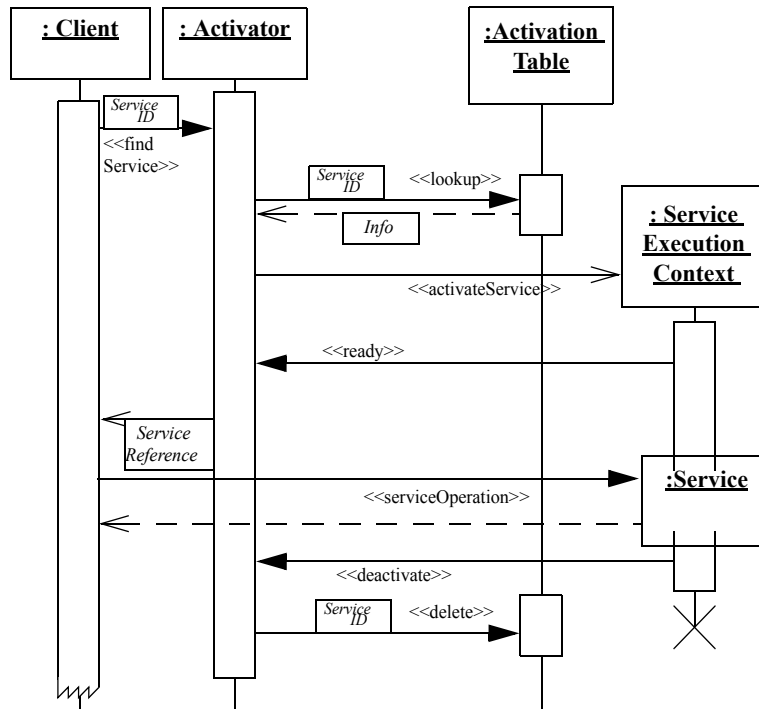 : Client
: Activator
:Activation
Table
Service
ID
<<find
Service>>
Service
ID
<<lookup>>
Info
: Service
Execution
Context
<<activateService>>
<<ready>>
Service
Reference
:Service
<<serviceOperation>>
<<deactivate>>
Service
ID
<<delete>>